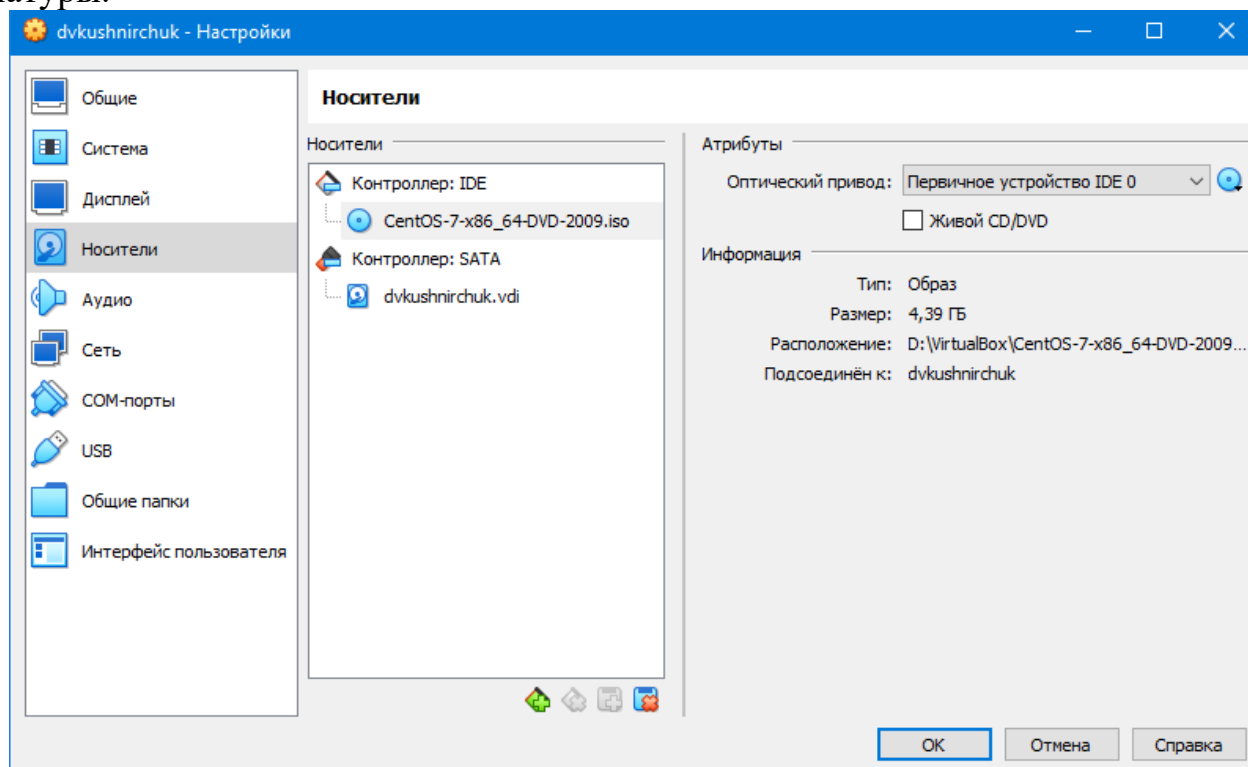 dvkushnirchuk - Настройки
Общие
Система
Дисплей
Носители
Аудио
Сеть
COM-порты
USB
Общие папки
Интерфейс пользователя
Носители
Носители
Контроллер: IDE
CentOS-7-x86_64-DVD-2009.iso
Контроллер: SATA
dvkushnirchuk.vdi
Атрибуты
Оптический привод: Первичное устройство IDE 0
Живой CD/DVD
Информация
Тип: Образ
Размер: 4,39 ГБ
Расположение: D:\VirtualBox\CentOS-7-x86_64-DVD-2009...
Подсоединён к: dvkushnirchuk
OK Отмена Справка